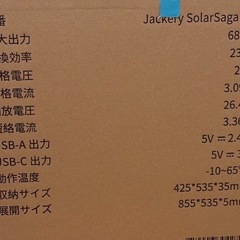 番 Jackery SolarSaga
大出力 68
換効率 23
格電圧 2
格電流 3.09
放電圧 26.
短絡電流 3.36
SB-A 出力 5V ⎓ 2.4
SB-C 出力 5V ⎓
動作温度 -10~65°
収納サイズ 425*535*35m
展開サイズ 855*535*5m